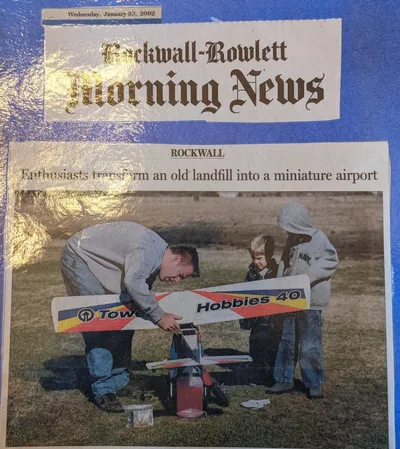 Wednesday, January 30, 2002
Rockwall-Rowlett
Morning News
ROCKWALL
Enthusiasts transform an old landfill into a miniature airport
Tower Hobbies 40